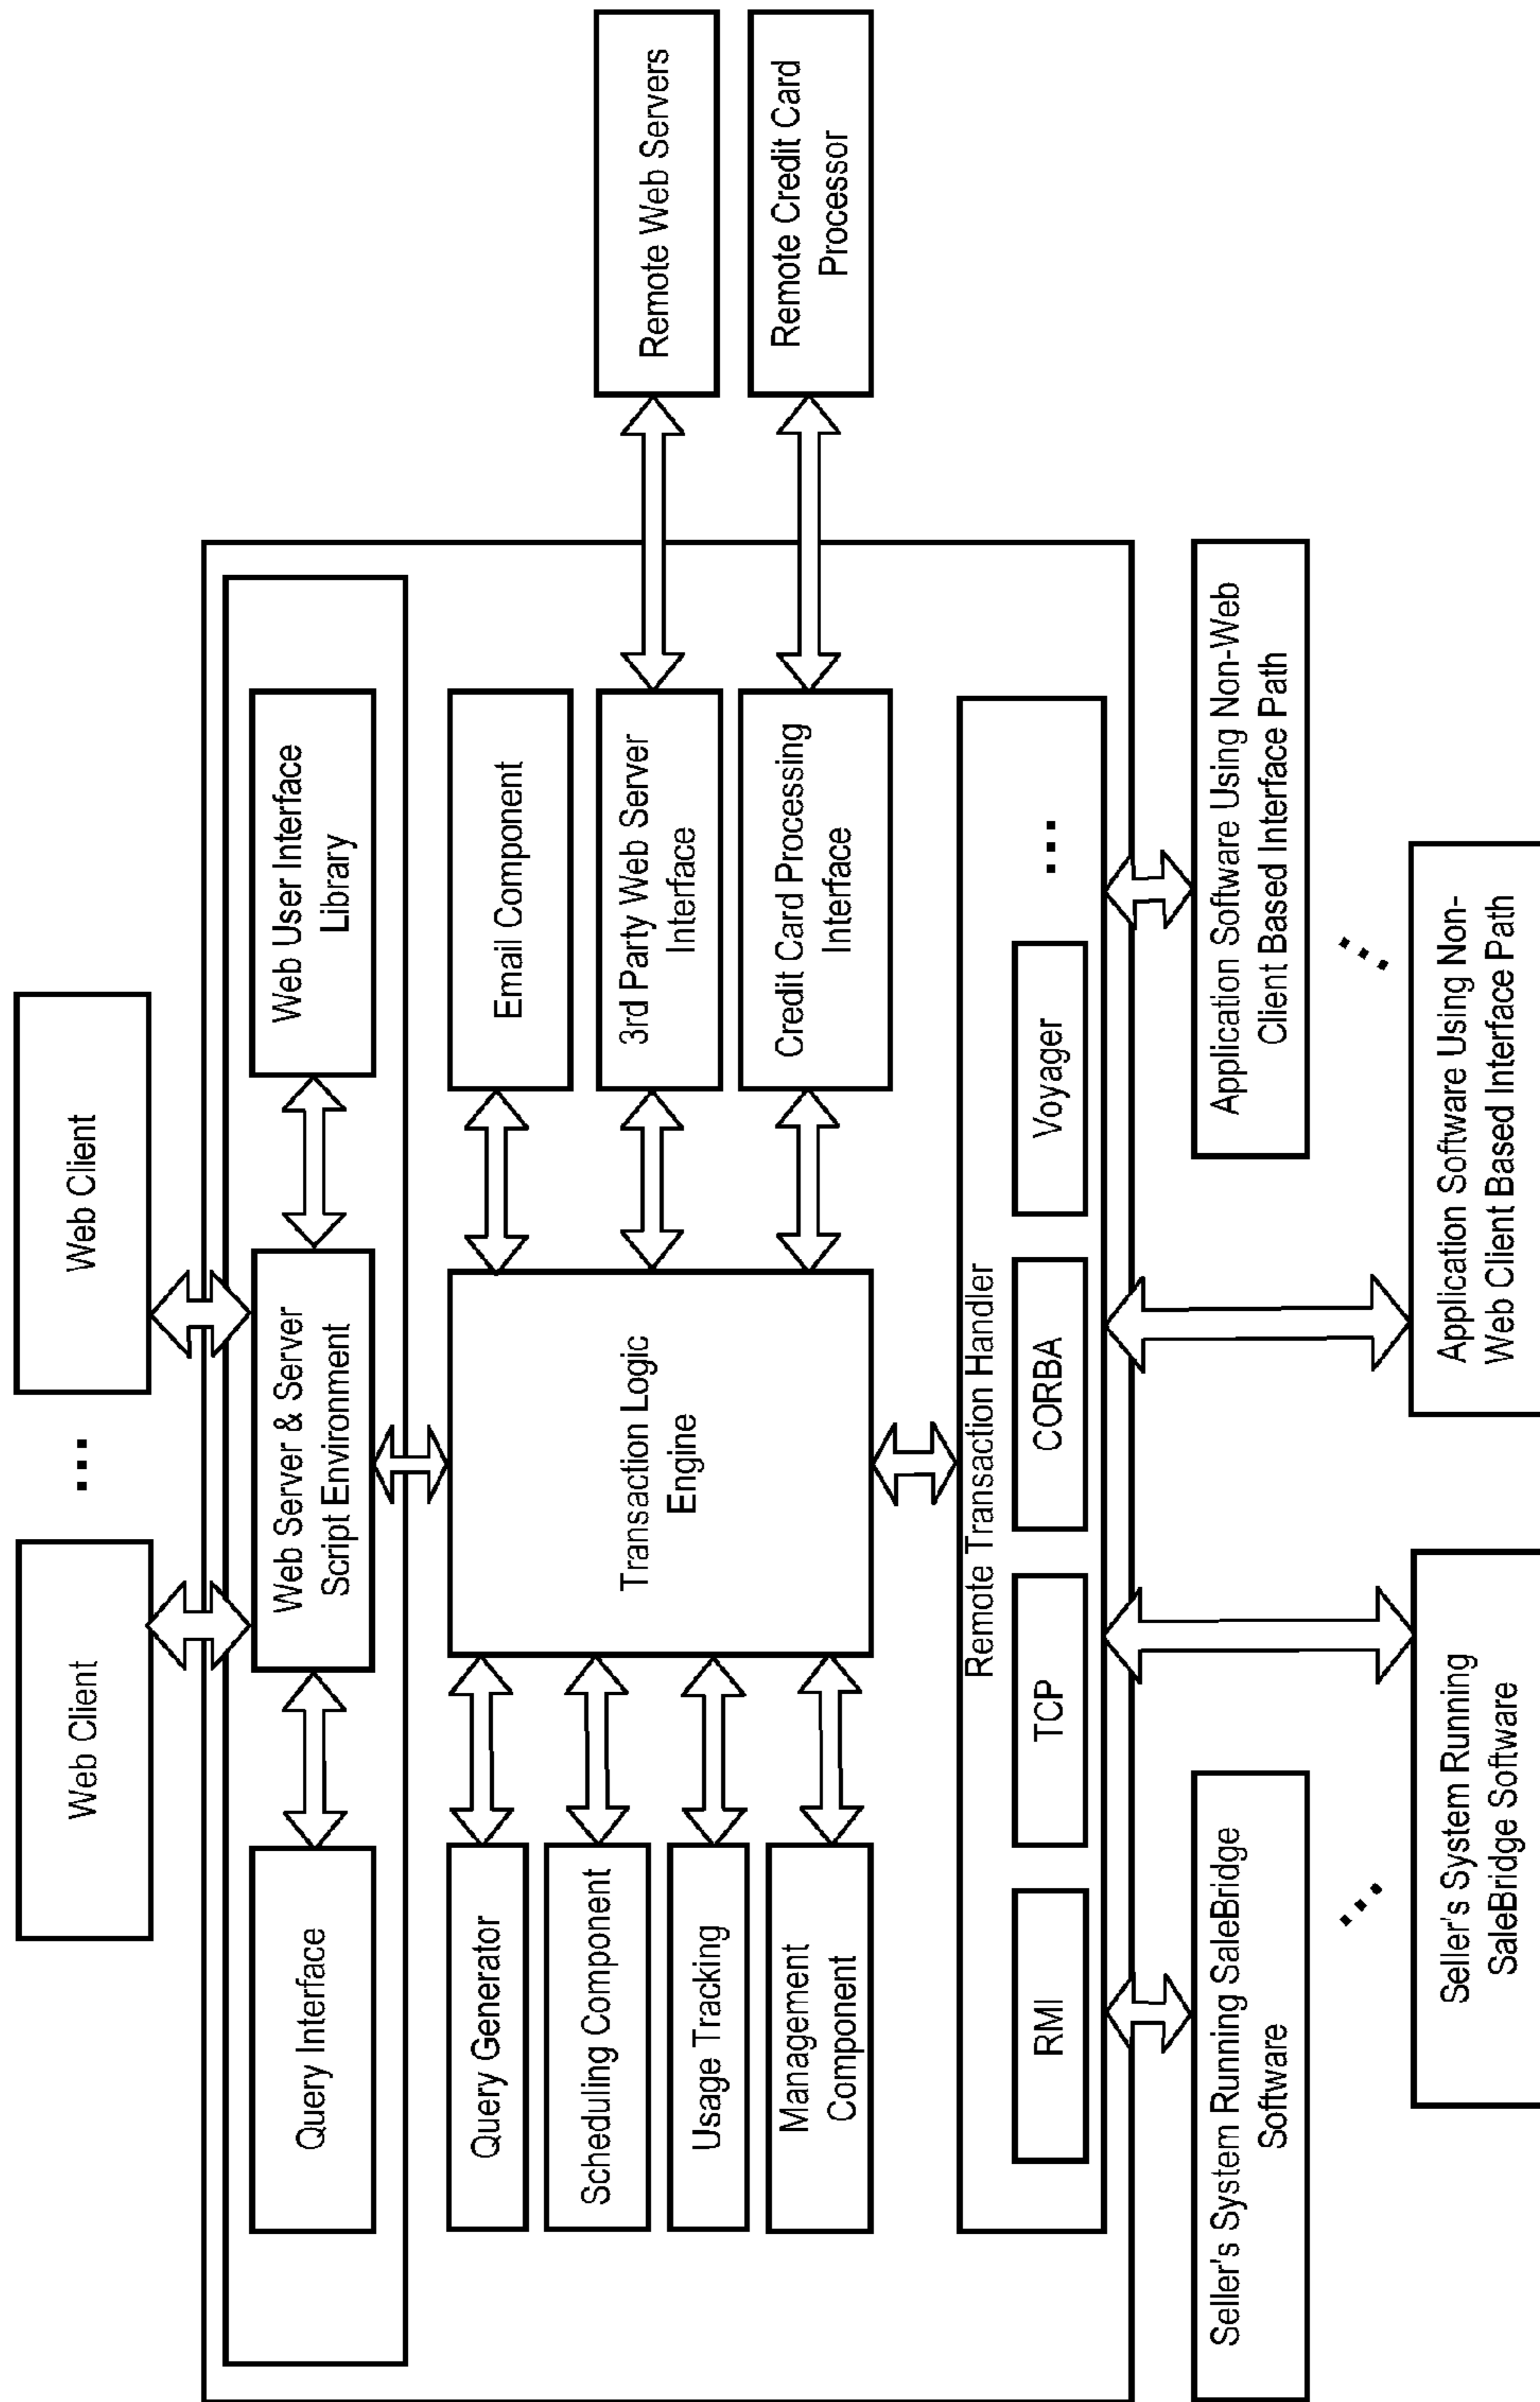 Web Client
...
Web Client
Query Interface
Web Server & Server
Script Environment
Web User Interface
Library
Query Generator
Scheduling Component
Usage Tracking
Management
Component
Transaction Logic
Engine
Email Component
3rd Party Web Server
Interface
Credit Card Processing
Interface
Remote Web Servers
Remote Credit Card
Processor
Remote Transaction Handler
RMI
TCP
CORBA
Voyager
...
Seller's System Running SaleBridge
Software
...
Seller's System Running
SaleBridge Software
Application Software Using Non-Web
Client Based Interface Path
...
Application Software Using Non-
Web Client Based Interface Path